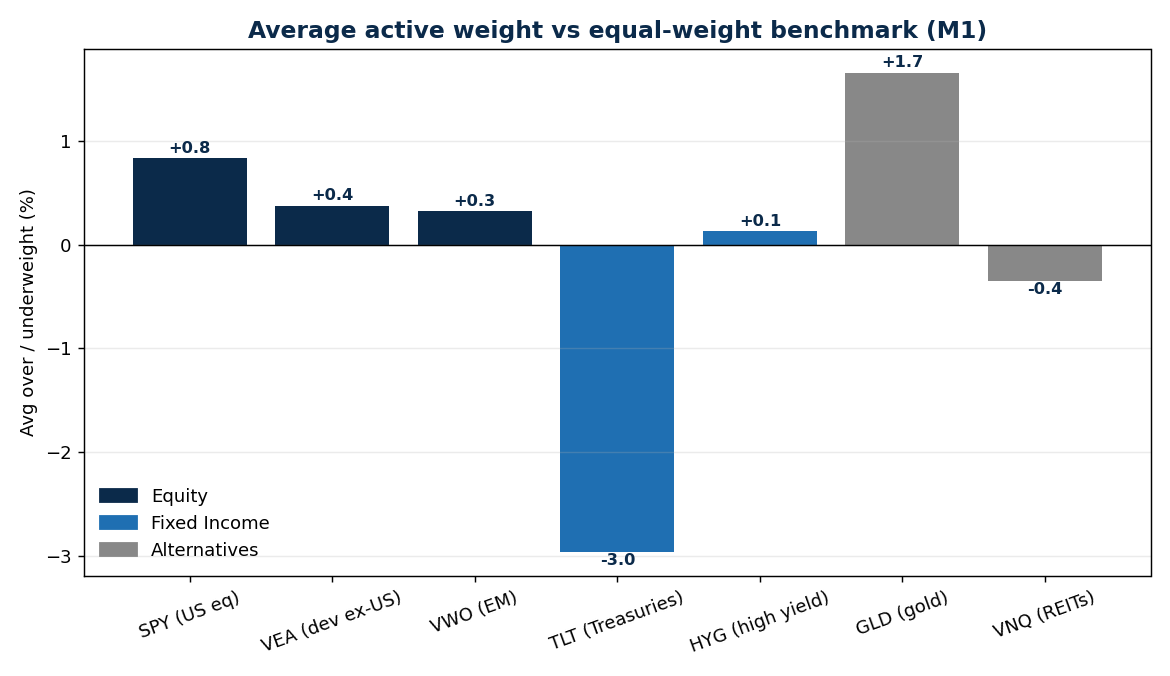 Average active weight vs equal-weight benchmark (M1)
Avg over / underweight (%)
1
0
−1
−2
−3
+0.8
+0.4
+0.3
-3.0
+0.1
+1.7
-0.4
Equity
Fixed Income
Alternatives
SPY (US eq)
VEA (dev ex-US)
VWO (EM)
TLT (Treasuries)
HYG (high yield)
GLD (gold)
VNQ (REITs)